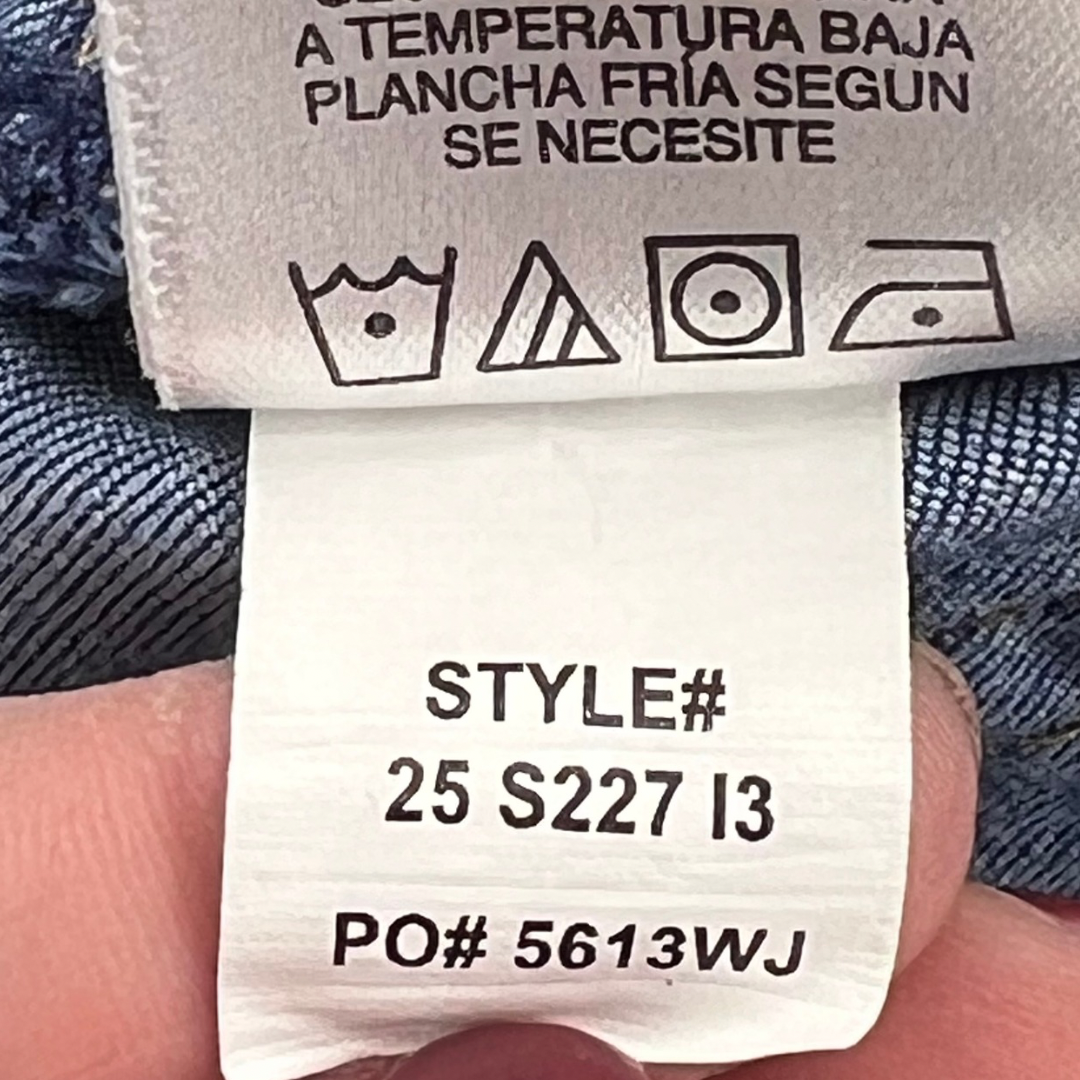 A TEMPERATURA BAJA
PLANCHA FRÍA SEGUN
SE NECESITE
STYLE#
25 S227 I3
PO# 5613WJ